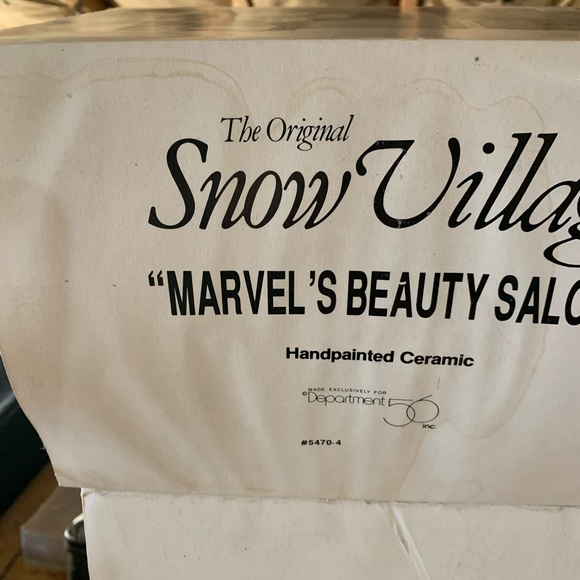 The Original
Snow Villag
“MARVEL’S BEAUTY SALO
Handpainted Ceramic
MADE EXCLUSIVELY FOR
©Department 56 inc.
#5470-4